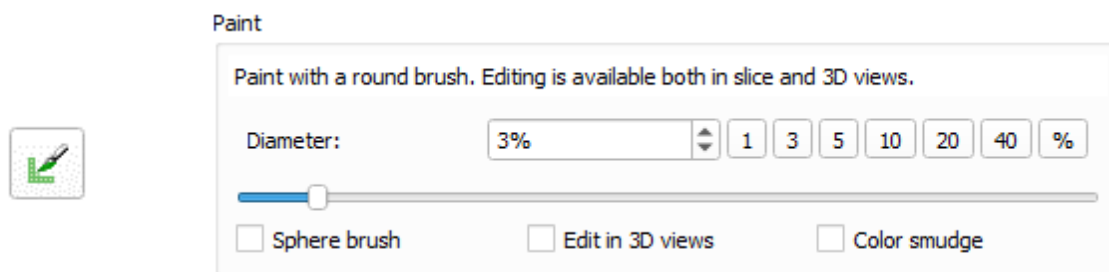 Paint
Paint with a round brush. Editing is available both in slice and 3D views.
Diameter: 3% 1 3 5 10 20 40 %
Sphere brush Edit in 3D views Color smudge